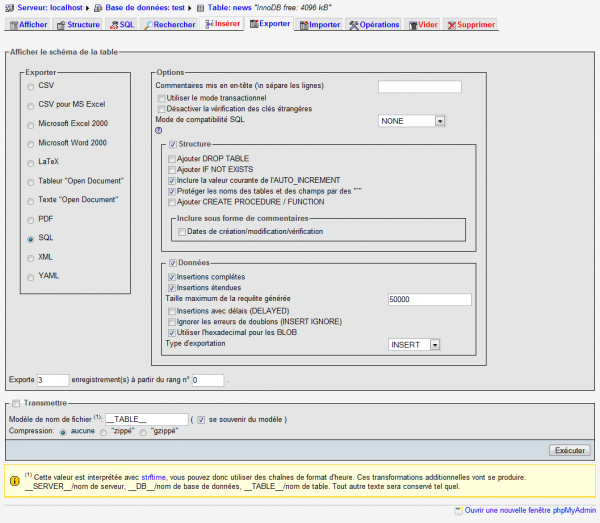 Serveur: localhost ▶ Base de données: test ▶ Table: news "InnoDB free: 4096 kB"
Afficher Structure SQL Rechercher Insérer Exporter Importer Opérations Vider Supprimer
Afficher le schéma de la table
Exporter
CSV
CSV pour MS Excel
Microsoft Excel 2000
Microsoft Word 2000
LaTeX
Tableur "Open Document"
Texte "Open Document"
PDF
SQL
XML
YAML
Options
Commentaires mis en en-tête (\n sépare les lignes)
Utiliser le mode transactionnel
Désactiver la vérification des clés étrangères
Mode de compatibilité SQL NONE
Structure
Ajouter DROP TABLE
Ajouter IF NOT EXISTS
Inclure la valeur courante de l'AUTO_INCREMENT
Protéger les noms des tables et des champs par des "`"
Ajouter CREATE PROCEDURE / FUNCTION
Inclure sous forme de commentaires
Dates de création/modification/vérification
Données
Insertions complètes
Insertions étendues
Taille maximum de la requête générée 50000
Insertions avec délais (DELAYED)
Ignorer les erreurs de doublons (INSERT IGNORE)
Utiliser l'hexadecimal pour les BLOB
Type d'exportation INSERT
Exporte 3 enregistrement(s) à partir du rang n° 0 .
Transmettre
Modèle de nom de fichier (1): __TABLE__ ( se souvenir du modèle )
Compression: aucune "zippé" "gzippé"
Exécuter
(1) Cette valeur est interprétée avec strftime, vous pouvez donc utiliser des chaînes de format d'heure. Ces transformations additionnelles vont se produire:
__SERVER__/nom de serveur, __DB__/nom de base de données, __TABLE__/nom de table. Tout autre texte sera conservé tel quel.
Ouvrir une nouvelle fenêtre phpMyAdmin